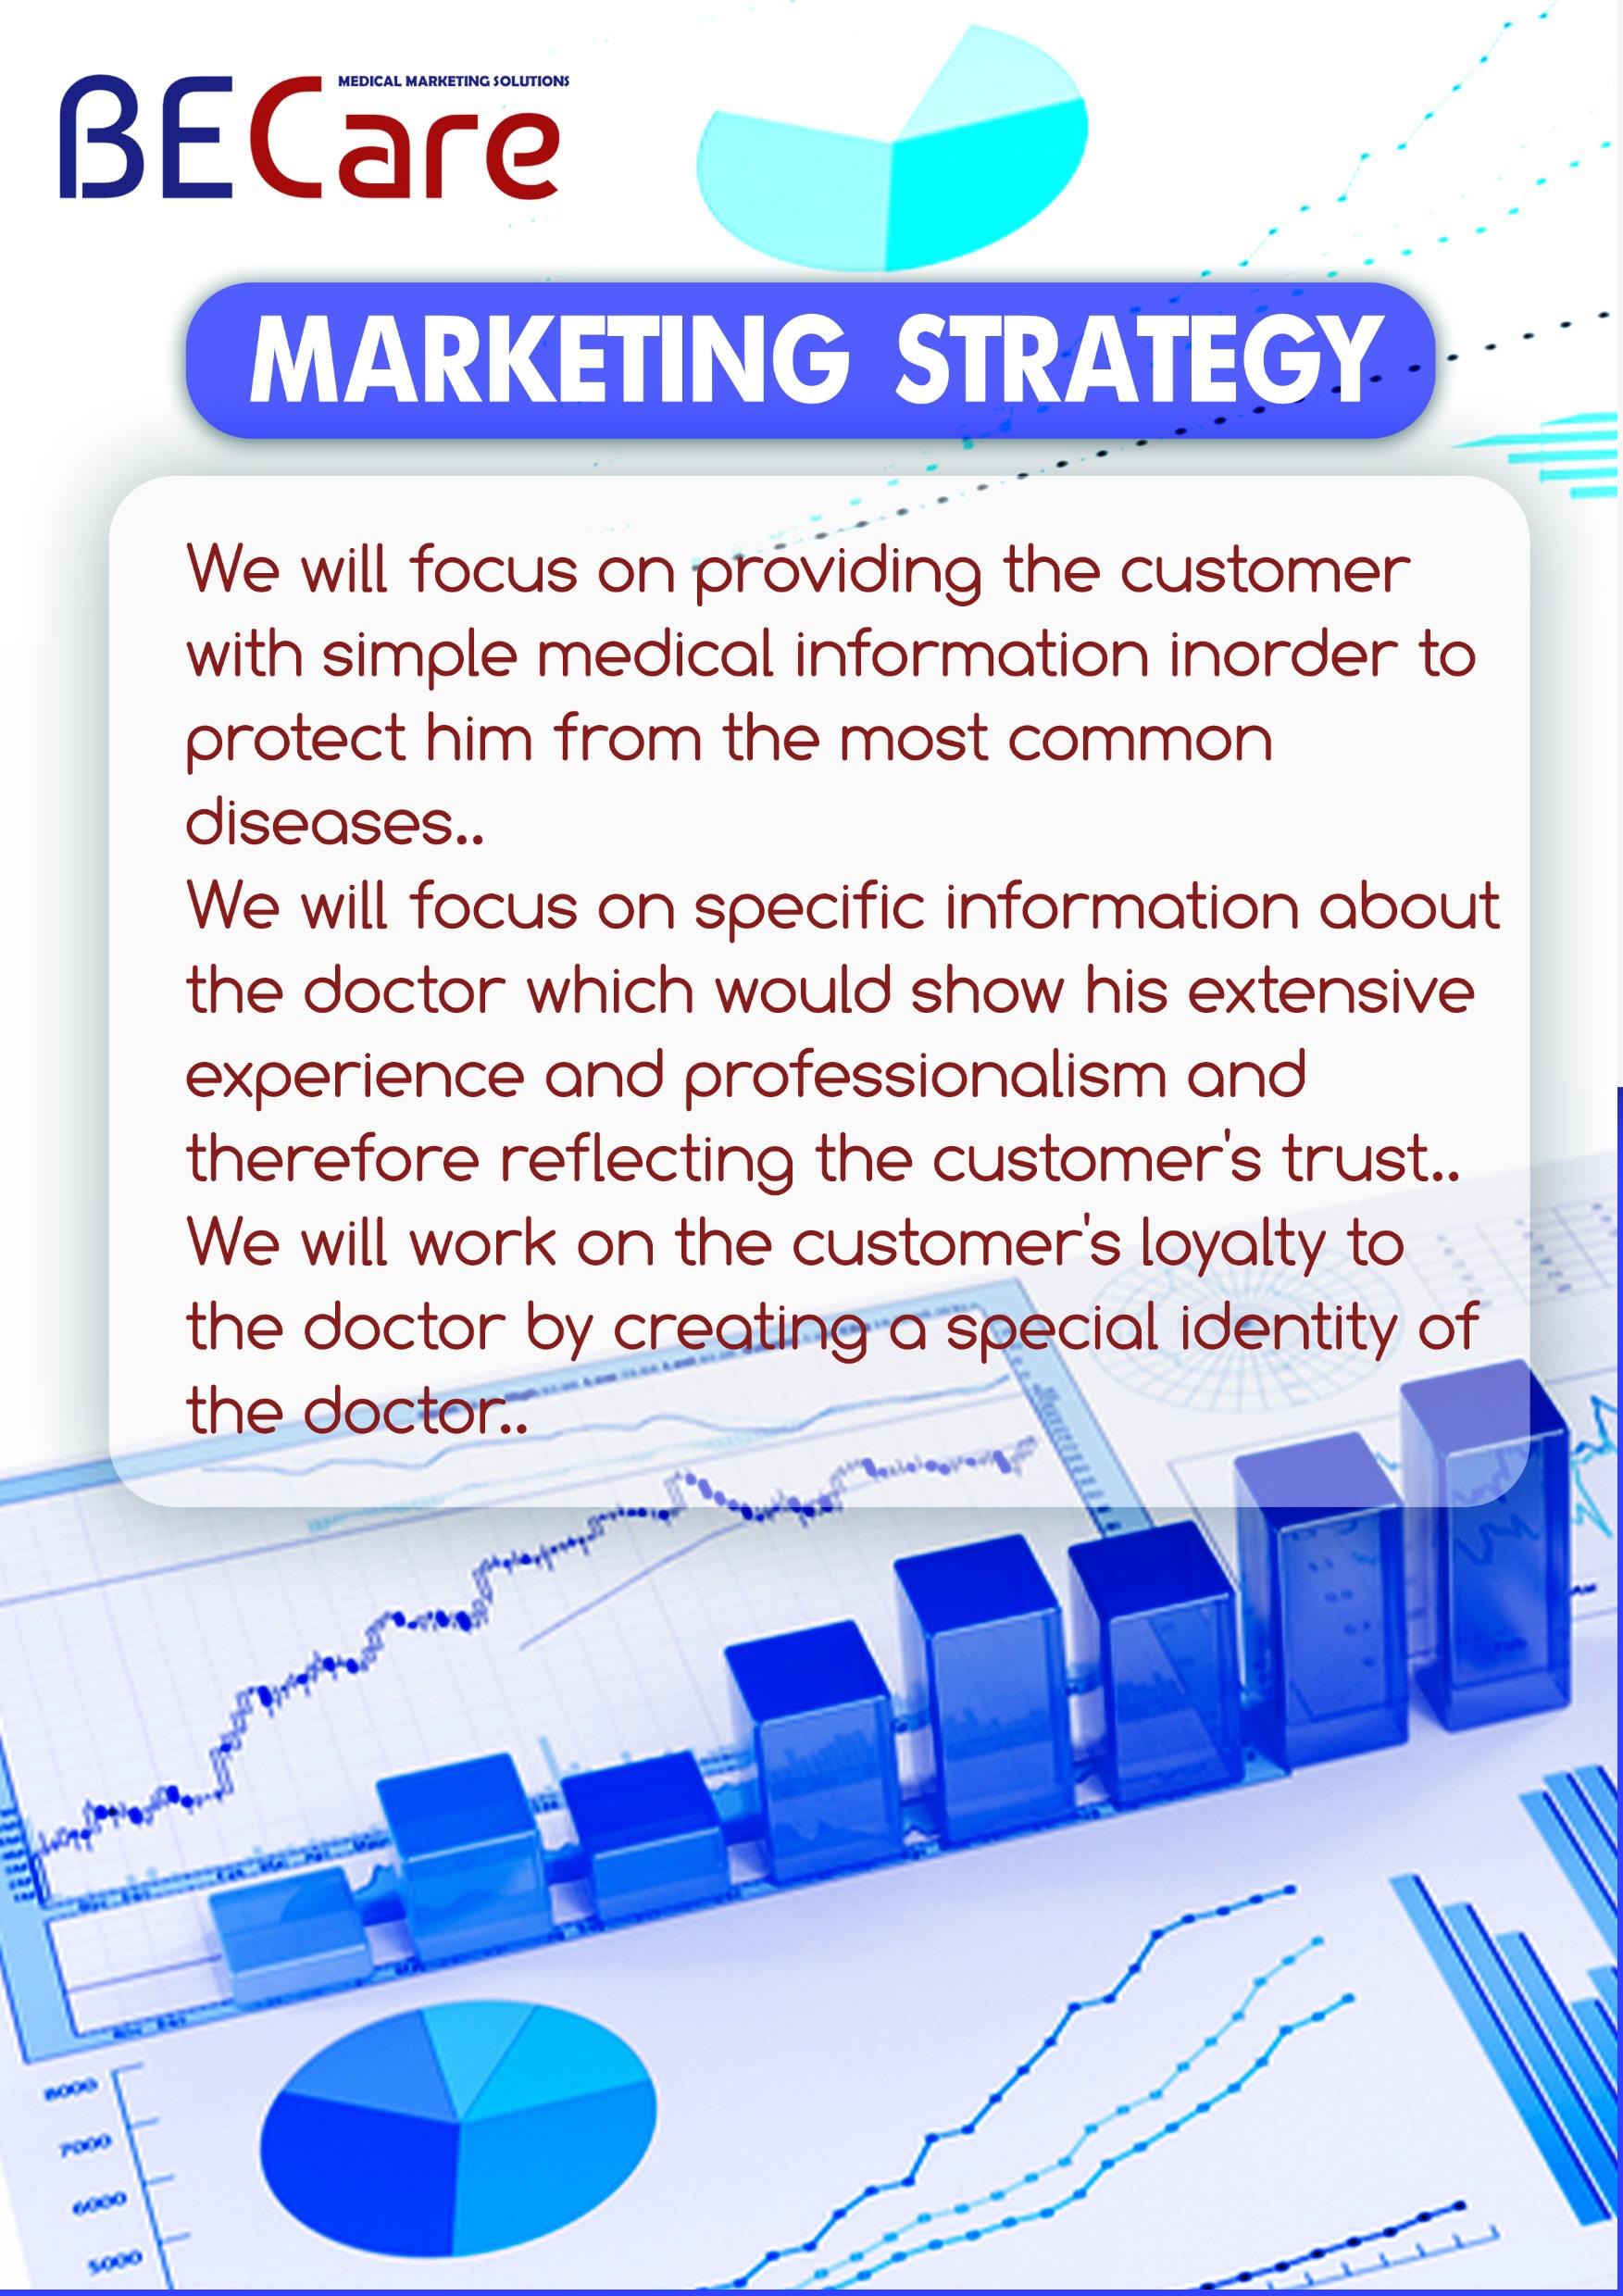 MEDICAL MARKETING SOLUTIONS
BECare
MARKETING STRATEGY
We will focus on providing the customer
with simple medical information inorder to
protect him from the most common
diseases..
We will focus on specific information about
the doctor which would show his extensive
experience and professionalism and
therefore reflecting the customer's trust..
We will work on the customer's loyalty to
the doctor by creating a special identity of
the doctor..
8000
7000
6000
5000